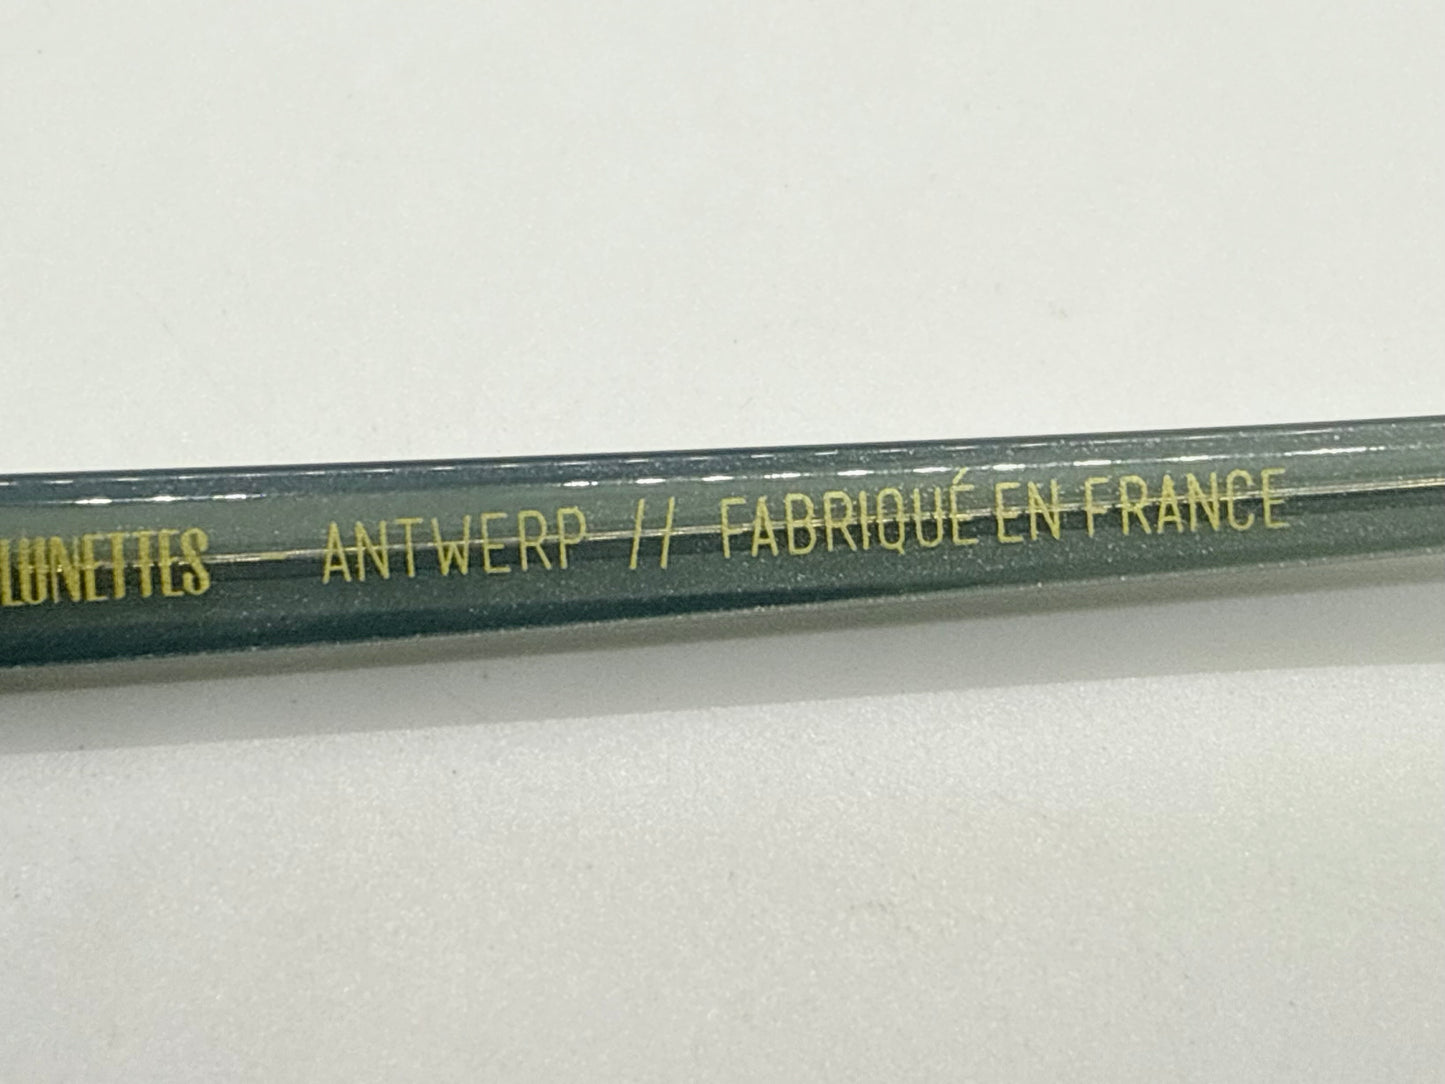 LUNETTES — ANTWERP // FABRIQUÉ EN FRANCE